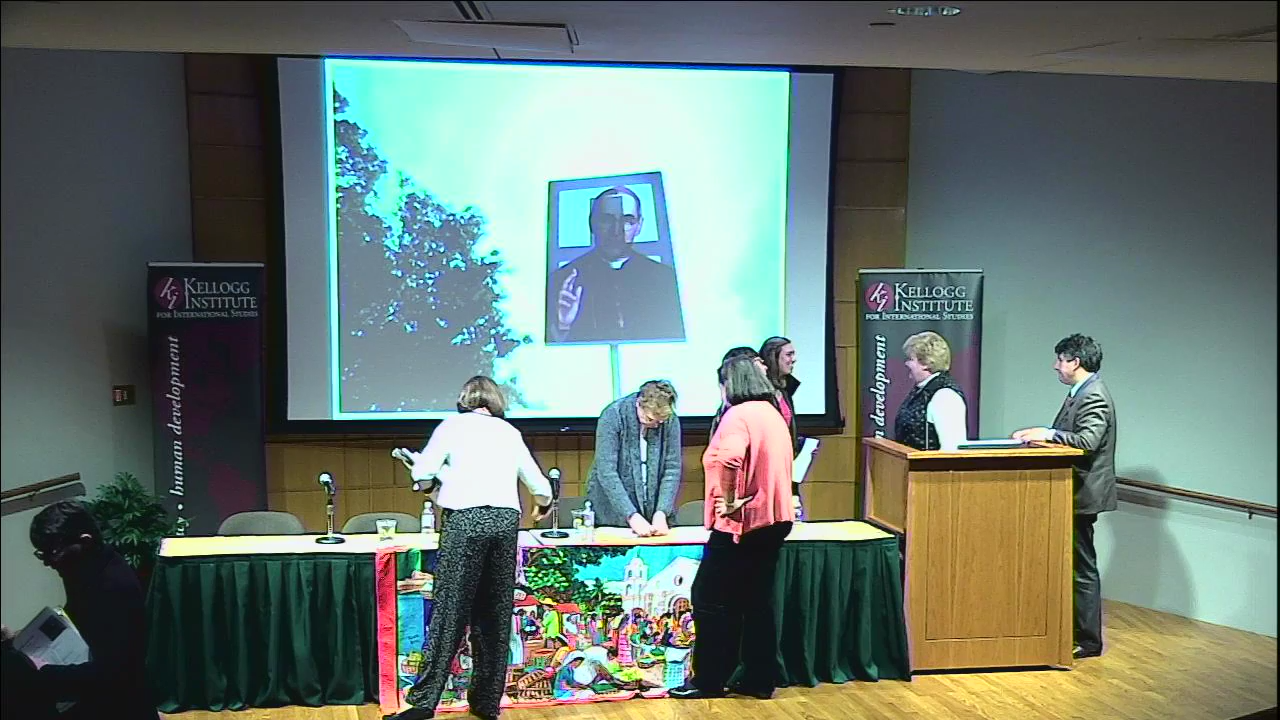 KELLOGG
INSTITUTE
FOR INTERNATIONAL STUDIES
human development
KELLOGG
INSTITUTE
FOR INTERNATIONAL STUDIES
development